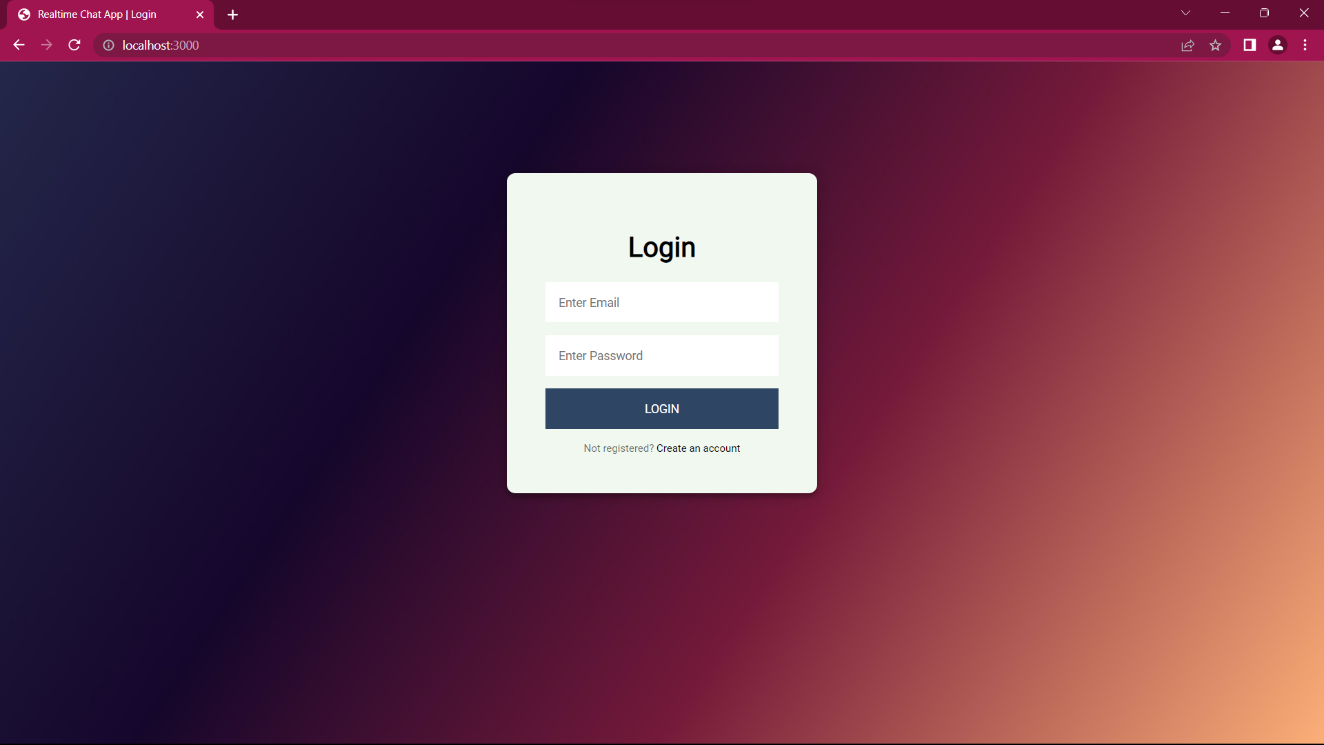 Realtime Chat App | Login
localhost:3000
Login
Enter Email
Enter Password
LOGIN
Not registered? Create an account